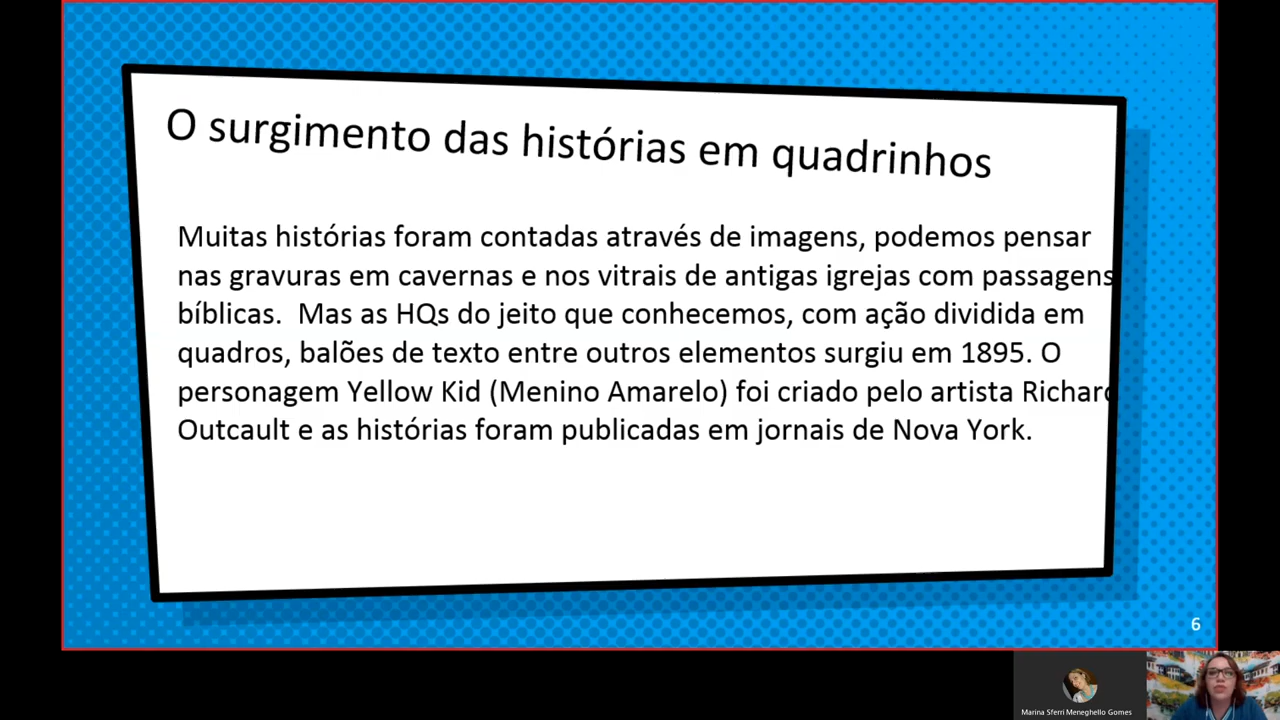 O surgimento das histórias em quadrinhos
Muitas histórias foram contadas através de imagens, podemos pensar
nas gravuras em cavernas e nos vitrais de antigas igrejas com passagens
bíblicas.  Mas as HQs do jeito que conhecemos, com ação dividida em
quadros, balões de texto entre outros elementos surgiu em 1895. O
personagem Yellow Kid (Menino Amarelo) foi criado pelo artista Richard
Outcault e as histórias foram publicadas em jornais de Nova York.
6
Marina Sferri Meneghello Gomes